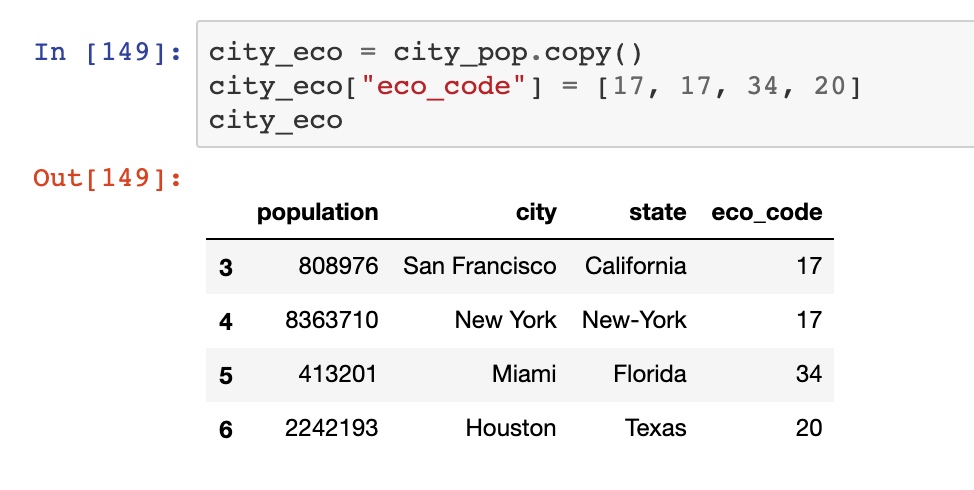 In [149]: city_eco = city_pop.copy()
city_eco["eco_code"] = [17, 17, 34, 20]
city_eco
Out[149]:
population city state eco_code
3 808976 San Francisco California 17
4 8363710 New York New-York 17
5 413201 Miami Florida 34
6 2242193 Houston Texas 20